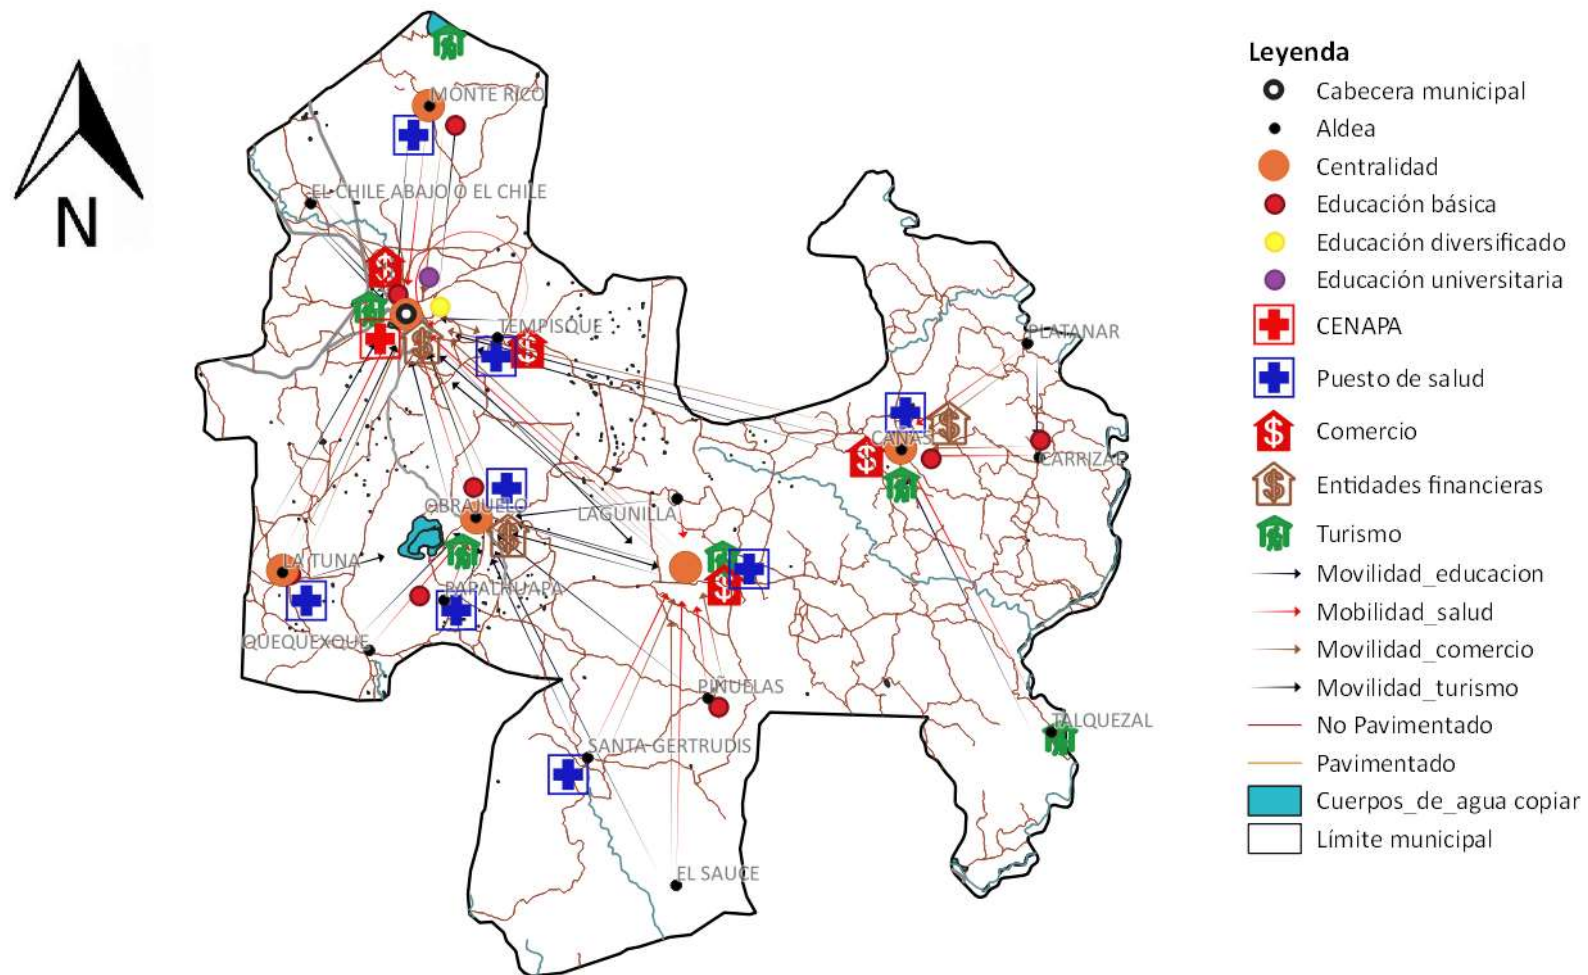 N
MONTE RICO
EL CHILE ABAJO O EL CHILE
TEMPISQUE
PLATANAR
CAÑAS
CARRIZAL
OBRAJUELO
LAGUNILLA
LA TUNA
PAPALHUAPA
QUEQUEXQUE
PIÑUELAS
TALQUEZAL
SANTA GERTRUDIS
EL SAUCE
Leyenda
Cabecera municipal
Aldea
Centralidad
Educación básica
Educación diversificado
Educación universitaria
CENAPA
Puesto de salud
Comercio
Entidades financieras
Turismo
Movilidad_educacion
Mobilidad_salud
Movilidad_comercio
Movilidad_turismo
No Pavimentado
Pavimentado
Cuerpos_de_agua copiar
Límite municipal